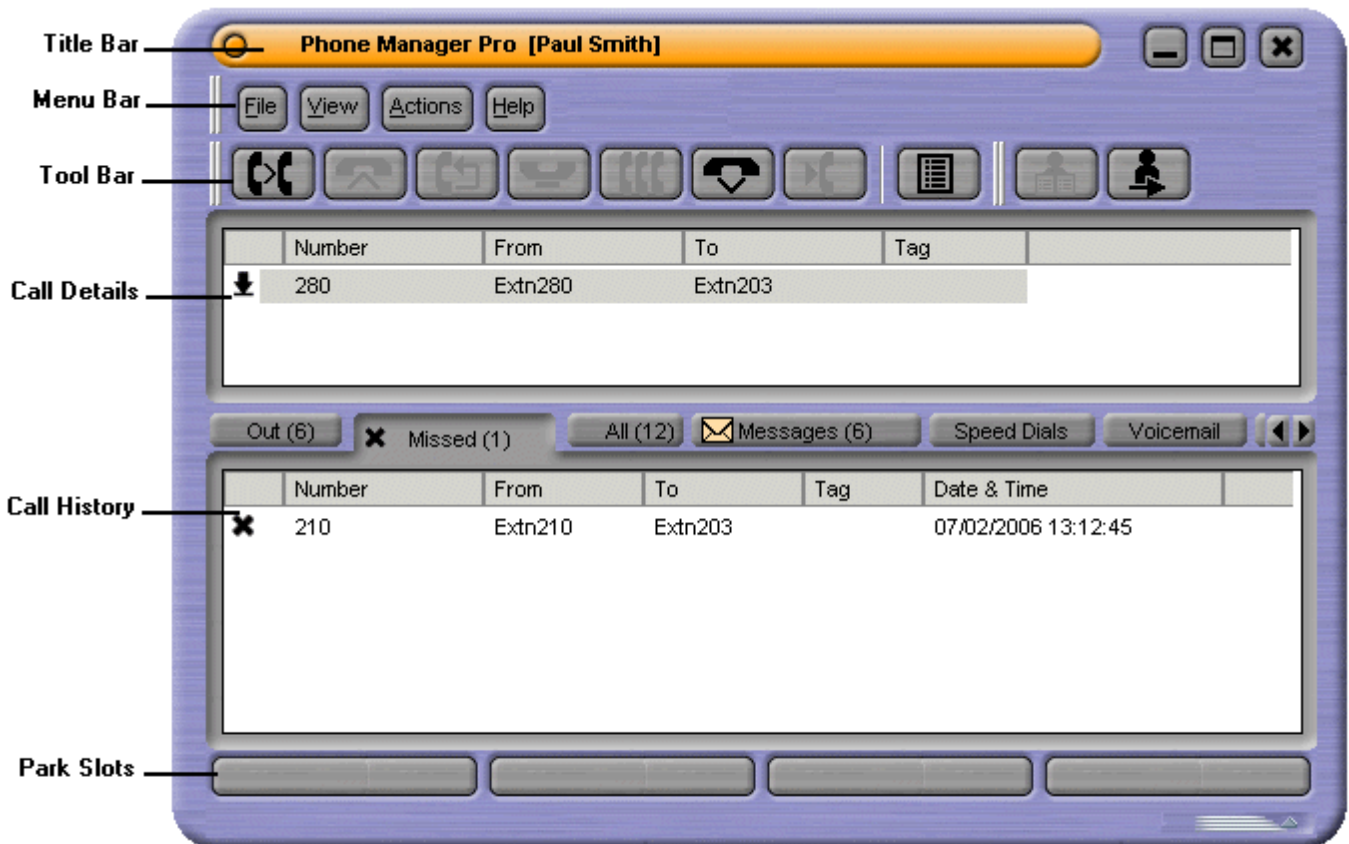 Title Bar
Phone Manager Pro [Paul Smith]
Menu Bar
File View Actions Help
Tool Bar
Number From To Tag
Call Details
280 Extn280 Extn203
Out (6) Missed (1) All (12) Messages (6) Speed Dials Voicemail
Number From To Tag Date & Time
Call History
210 Extn210 Extn203 07/02/2006 13:12:45
Park Slots